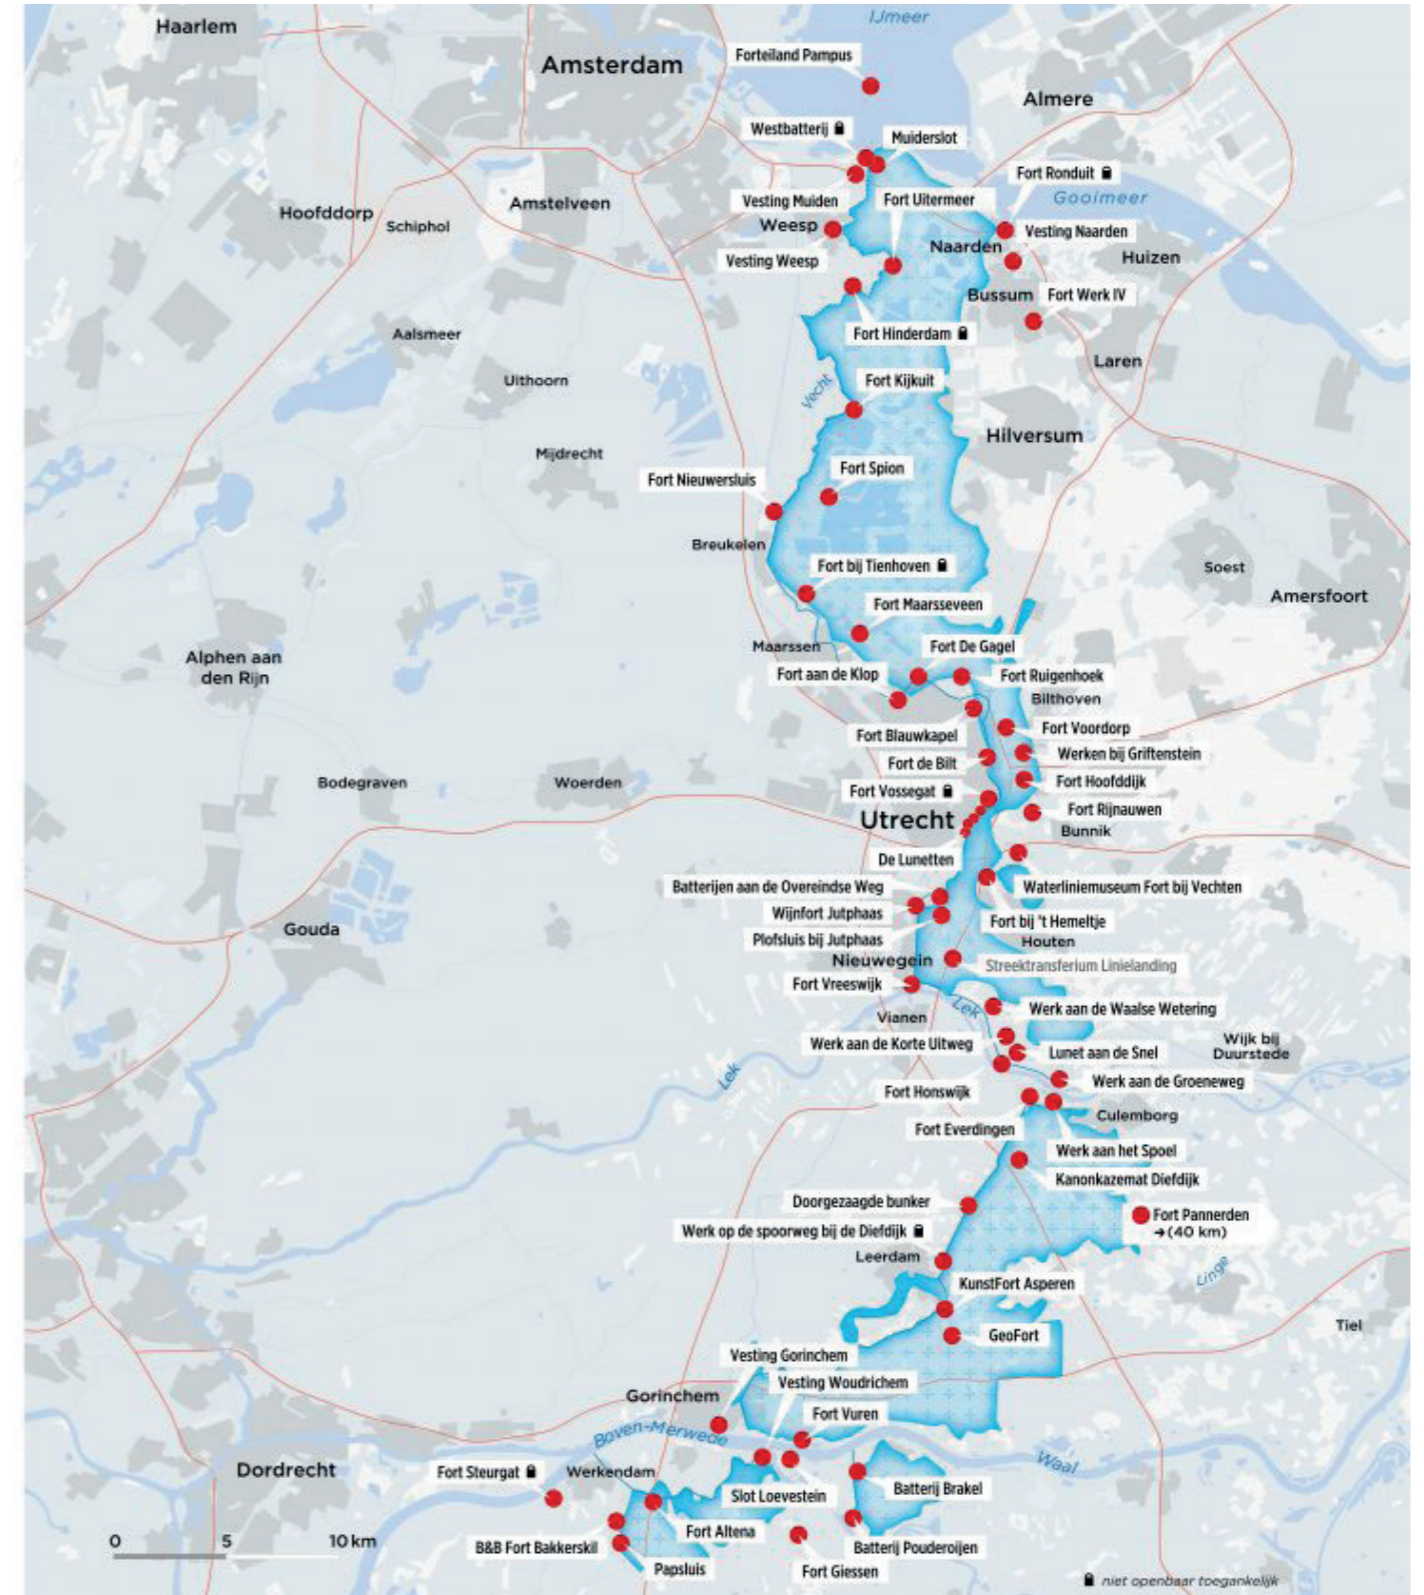 IJmeer
Haarlem
Forteiland Pampus
Amsterdam
Almere
Westbatterij
Muiderslot
Fort Ronduit
Gooimeer
Vesting Muiden
Fort Uitermeer
Amstelveen
Hoofddorp
Schiphol
Weesp
Vesting Naarden
Naarden
Huizen
Vesting Weesp
Bussum
Fort Werk IV
Aalsmeer
Fort Hinderdam
Laren
Uithoorn
Fort Kijkuit
Vecht
Hilversum
Mijdrecht
Fort Spion
Fort Nieuwersluis
Breukelen
Fort bij Tienhoven
Soest
Amersfoort
Fort Maarsseveen
Maarssen
Fort De Gagel
Alphen aan
den Rijn
Fort aan de Klop
Fort Ruigenhoek
Bilthoven
Fort Voordorp
Fort Blauwkapel
Werken bij Griftenstein
Fort de Bilt
Bodegraven
Woerden
Fort Hoofddijk
Fort Vossegat
Fort Rijnauwen
Utrecht
Bunnik
De Lunetten
Batterijen aan de Overeindse Weg
Waterliniemuseum Fort bij Vechten
Wijnfort Jutphaas
Fort bij 't Hemeltje
Gouda
Plofsluis bij Jutphaas
Houten
Nieuwegein
Streektransferium Linielanding
Fort Vreeswijk
Lek
Werk aan de Waalse Wetering
Vianen
Werk aan de Korte Uitweg
Wijk bij
Duurstede
Lunet aan de Snel
Lek
Werk aan de Groeneweg
Fort Honswijk
Culemborg
Fort Everdingen
Werk aan het Spoel
Kanonkazemat Diefdijk
Doorgezaagde bunker
Fort Pannerden
→(40 km)
Werk op de spoorweg bij de Diefdijk
Leerdam
Linge
KunstFort Asperen
Tiel
GeoFort
Vesting Gorinchem
Vesting Woudrichem
Gorinchem
Fort Vuren
Boven-Merwede
Waal
Dordrecht
Fort Steurgat
Werkendam
Batterij Brakel
Slot Loevestein
Fort Altena
0 5 10 km
B&B Fort Bakkerskil
Batterij Pouderoijen
Papsluis
Fort Giessen
niet openbaar toegankelijk